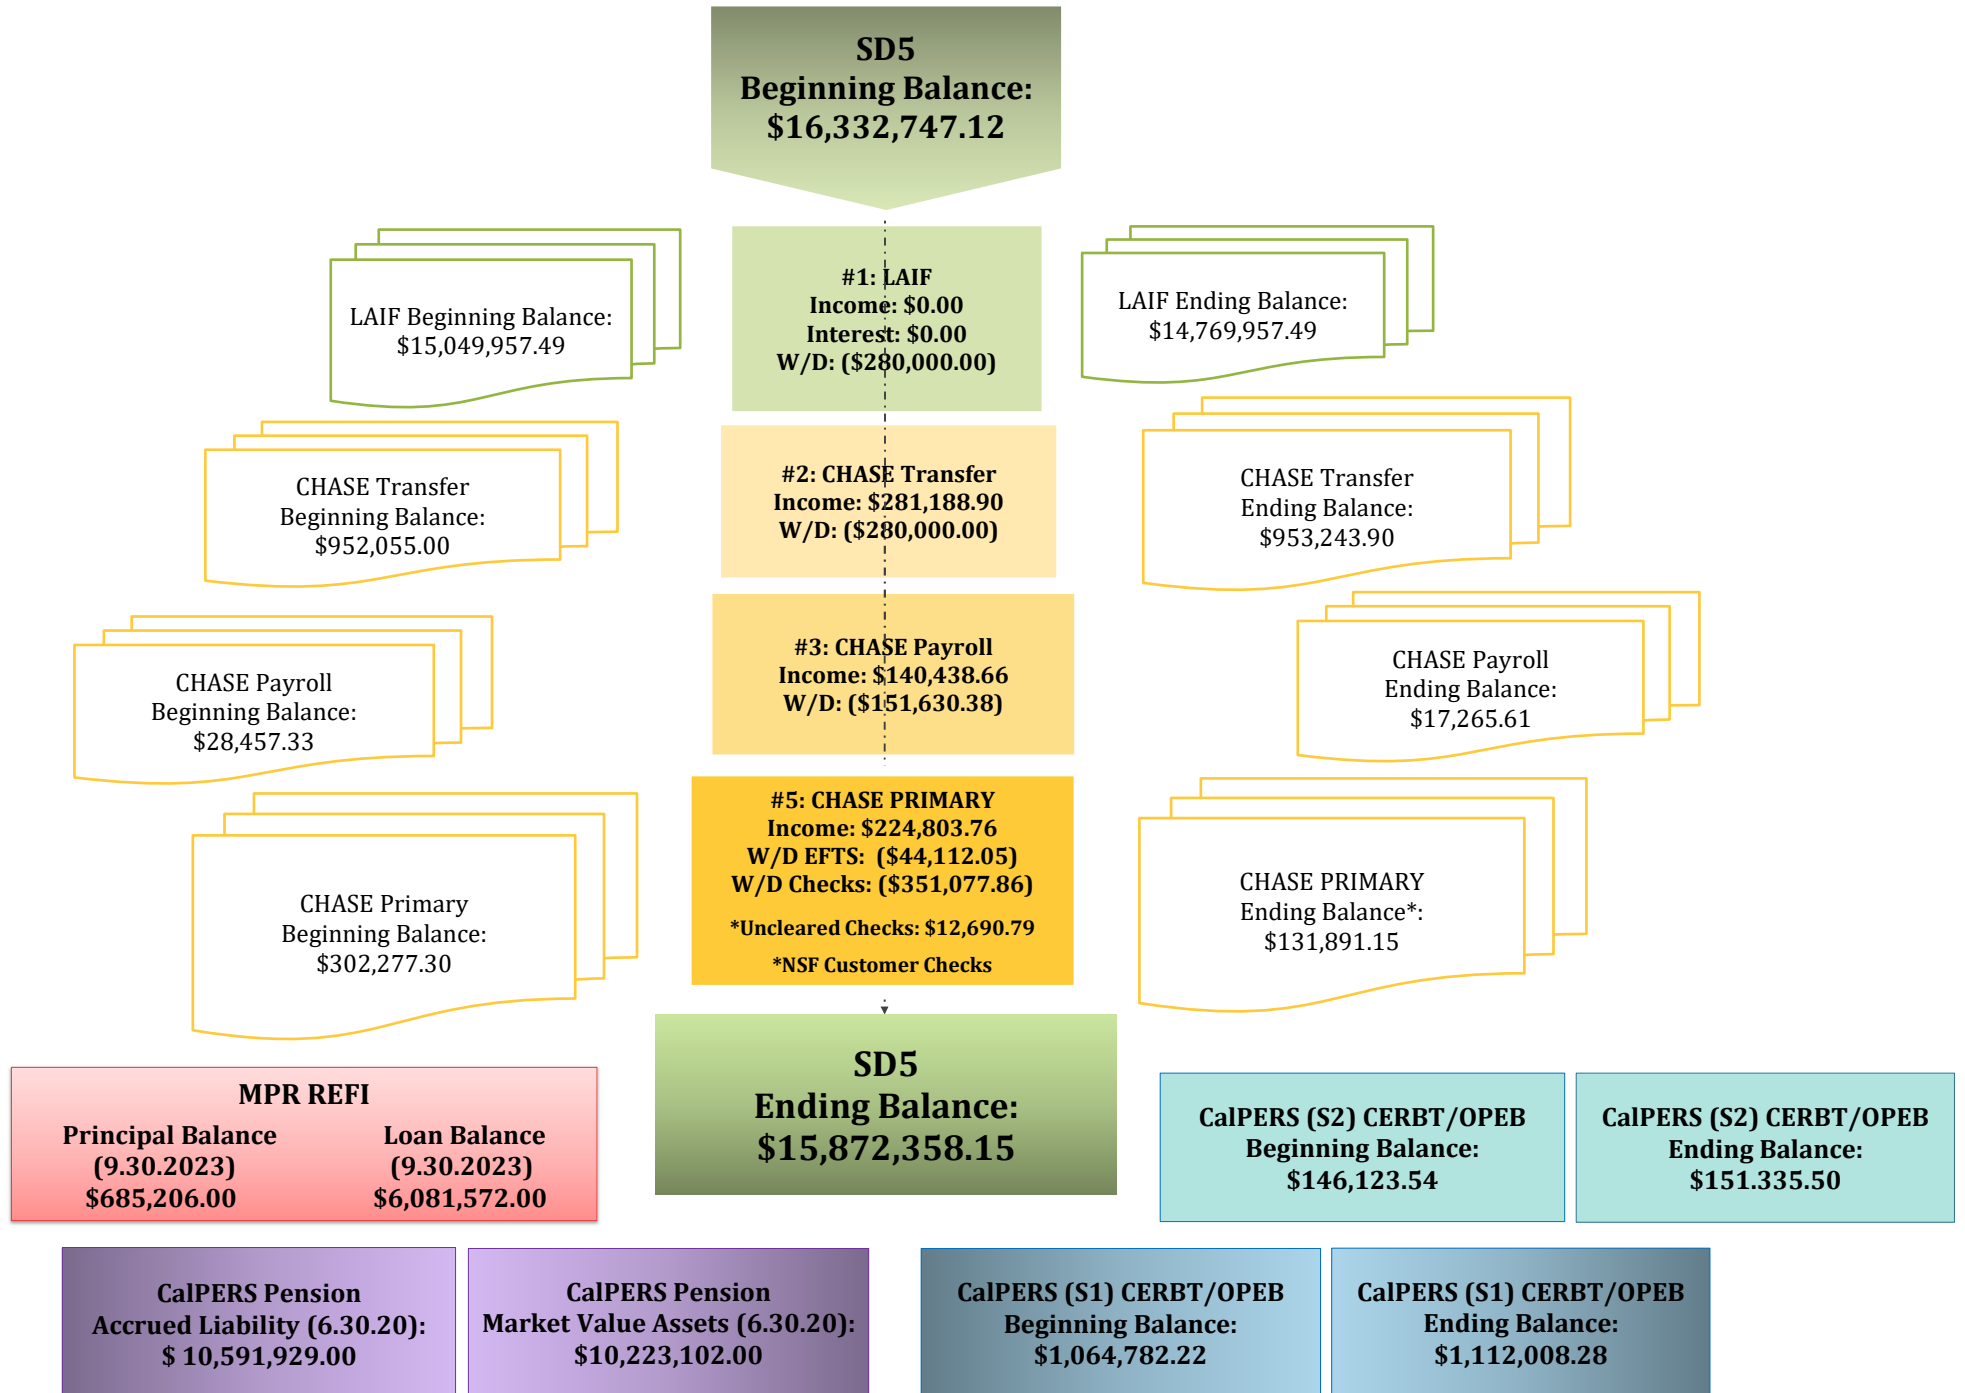 SD5
Beginning Balance:
$16,332,747.12
LAIF Beginning Balance:
$15,049,957.49
#1: LAIF
Income: $0.00
Interest: $0.00
W/D: ($280,000.00)
LAIF Ending Balance:
$14,769,957.49
CHASE Transfer
Beginning Balance:
$952,055.00
#2: CHASE Transfer
Income: $281,188.90
W/D: ($280,000.00)
CHASE Transfer
Ending Balance:
$953,243.90
CHASE Payroll
Beginning Balance:
$28,457.33
#3: CHASE Payroll
Income: $140,438.66
W/D: ($151,630.38)
CHASE Payroll
Ending Balance:
$17,265.61
CHASE Primary
Beginning Balance:
$302,277.30
#5: CHASE PRIMARY
Income: $224,803.76
W/D EFTS: ($44,112.05)
W/D Checks: ($351,077.86)
*Uncleared Checks: $12,690.79
*NSF Customer Checks
CHASE PRIMARY
Ending Balance*:
$131,891.15
MPR REFI
Principal Balance
(9.30.2023)
$685,206.00
Loan Balance
(9.30.2023)
$6,081,572.00
SD5
Ending Balance:
$15,872,358.15
CalPERS (S2) CERBT/OPEB
Beginning Balance:
$146,123.54
CalPERS (S2) CERBT/OPEB
Ending Balance:
$151.335.50
CalPERS Pension
Accrued Liability (6.30.20):
$ 10,591,929.00
CalPERS Pension
Market Value Assets (6.30.20):
$10,223,102.00
CalPERS (S1) CERBT/OPEB
Beginning Balance:
$1,064,782.22
CalPERS (S1) CERBT/OPEB
Ending Balance:
$1,112,008.28